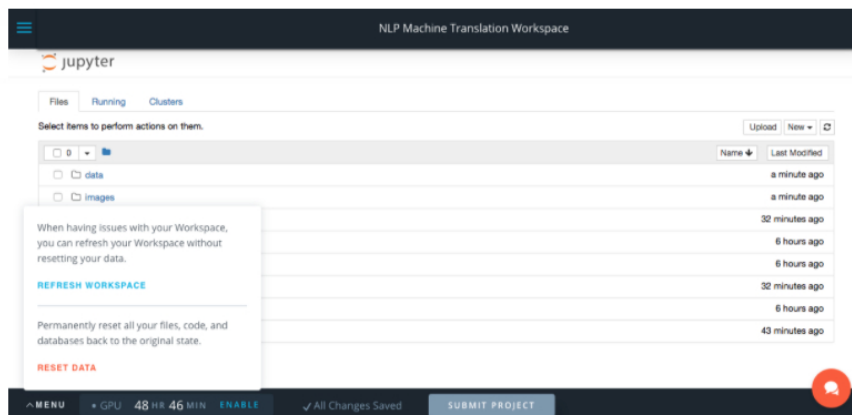 NLP Machine Translation Workspace
jupyter
Files Running Clusters
Select items to perform actions on them.
Upload New
0
Name Last Modified
data a minute ago
images a minute ago
32 minutes ago
6 hours ago
6 hours ago
32 minutes ago
6 hours ago
43 minutes ago
When having issues with your Workspace,
you can refresh your Workspace without
resetting your data.
REFRESH WORKSPACE
Permanently reset all your files, code, and
databases back to the original state.
RESET DATA
MENU GPU 48 HR 46 MIN ENABLE All Changes Saved SUBMIT PROJECT